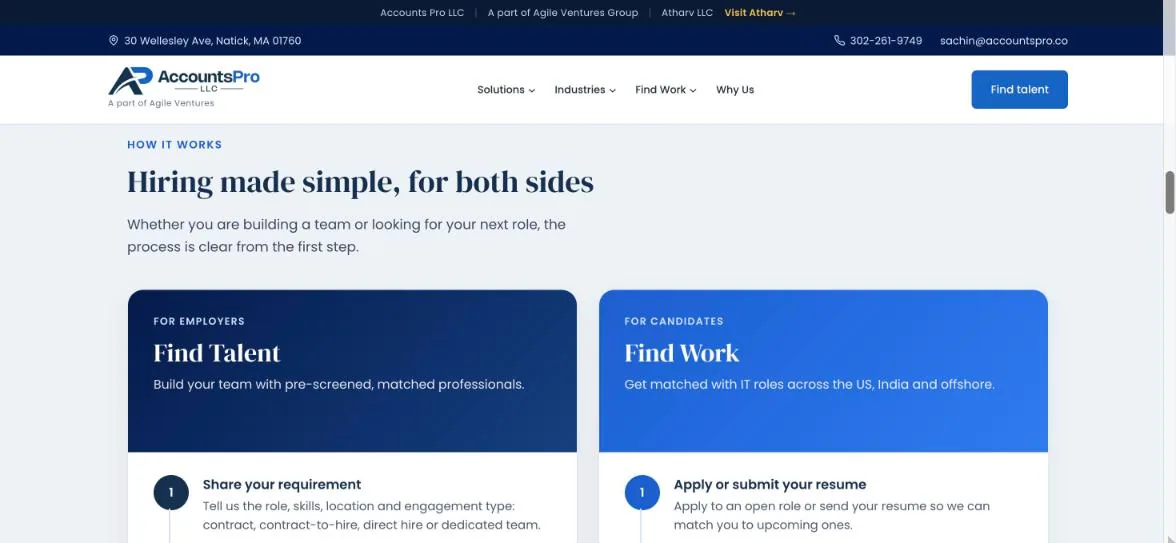 Accounts Pro LLC | A part of Agile Ventures Group | Atharv LLC Visit Atharv →
30 Wellesley Ave, Natick, MA 01760
302-261-9749 sachin@accountspro.co
AccountsPro
LLC
A part of Agile Ventures
Solutions Industries Find Work Why Us
Find talent
HOW IT WORKS
Hiring made simple, for both sides
Whether you are building a team or looking for your next role, the
process is clear from the first step.
FOR EMPLOYERS
Find Talent
Build your team with pre-screened, matched professionals.
1
Share your requirement
Tell us the role, skills, location and engagement type:
contract, contract-to-hire, direct hire or dedicated team.
FOR CANDIDATES
Find Work
Get matched with IT roles across the US, India and offshore.
1
Apply or submit your resume
Apply to an open role or send your resume so we can
match you to upcoming ones.